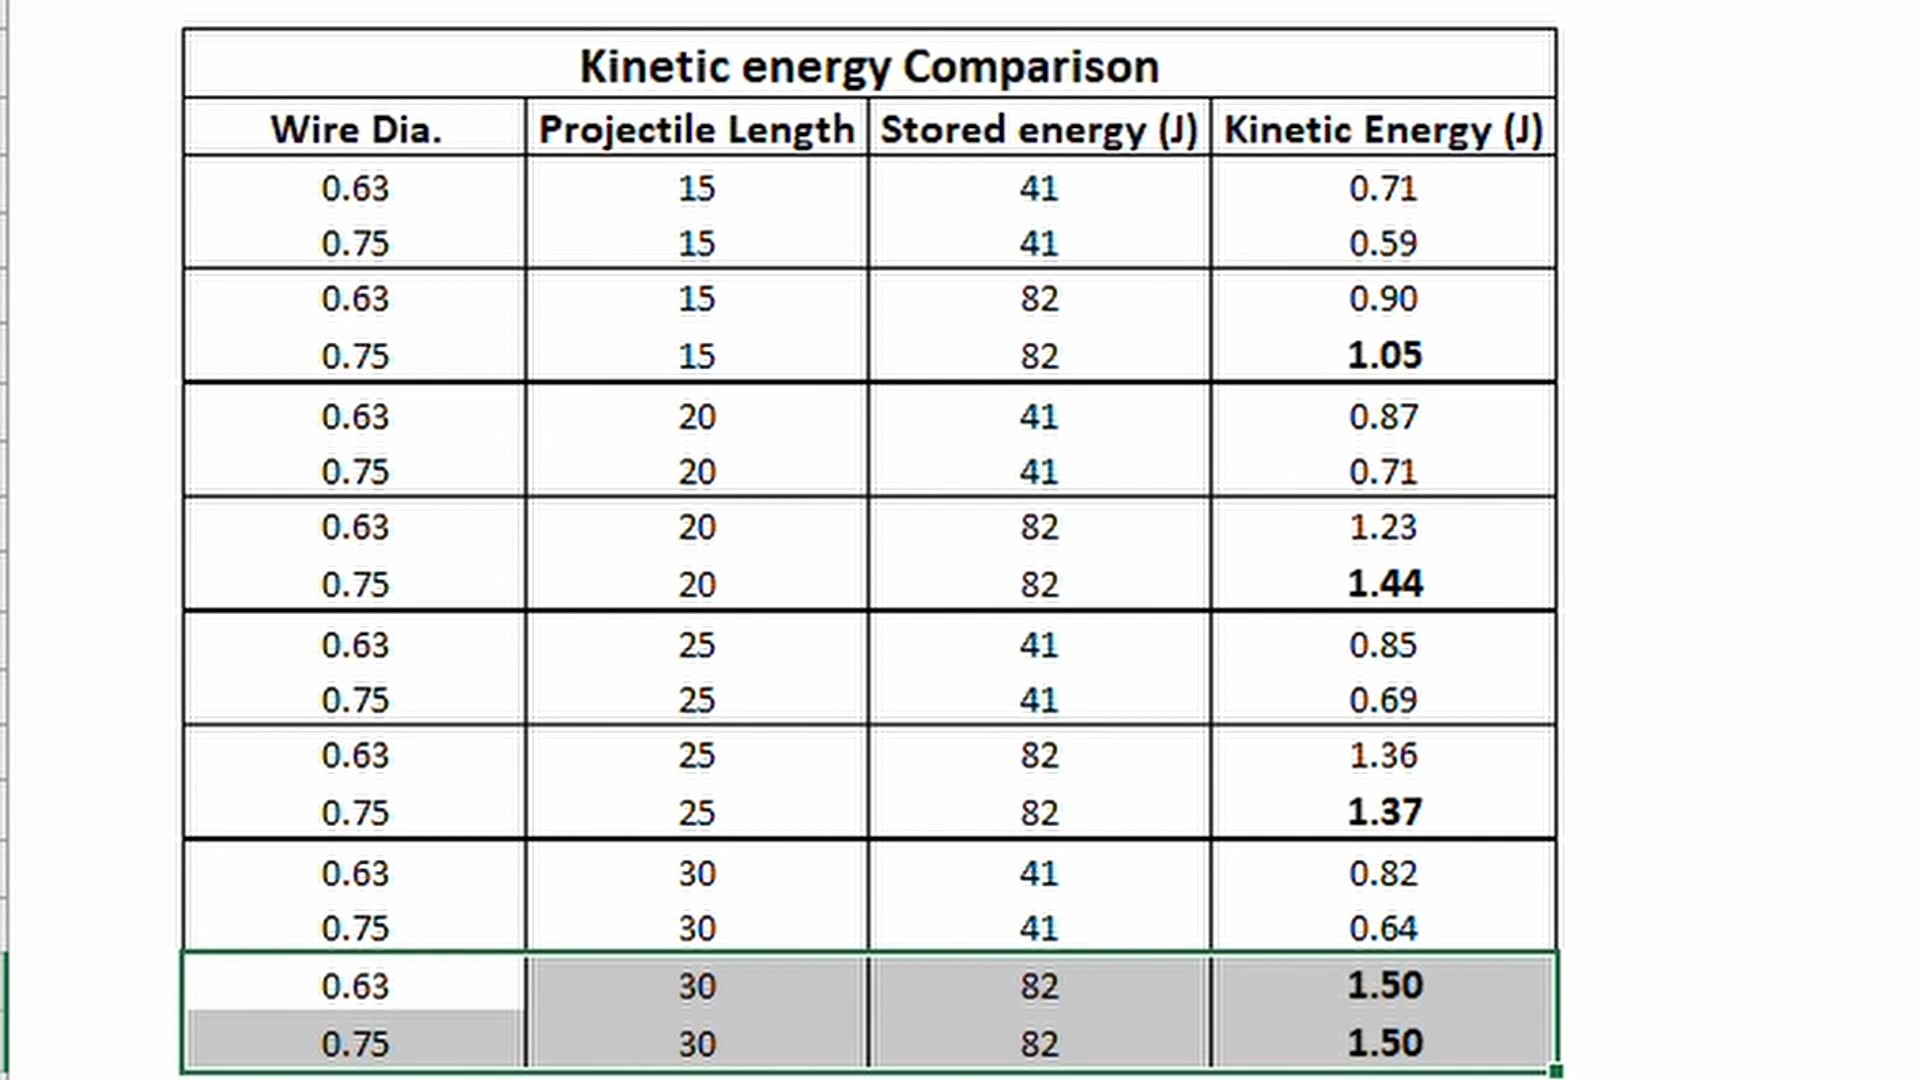 Kinetic energy Comparison
Wire Dia. Projectile Length Stored energy (J) Kinetic Energy (J)
0.63 15 41 0.71
0.75 15 41 0.59
0.63 15 82 0.90
0.75 15 82 1.05
0.63 20 41 0.87
0.75 20 41 0.71
0.63 20 82 1.23
0.75 20 82 1.44
0.63 25 41 0.85
0.75 25 41 0.69
0.63 25 82 1.36
0.75 25 82 1.37
0.63 30 41 0.82
0.75 30 41 0.64
0.63 30 82 1.50
0.75 30 82 1.50